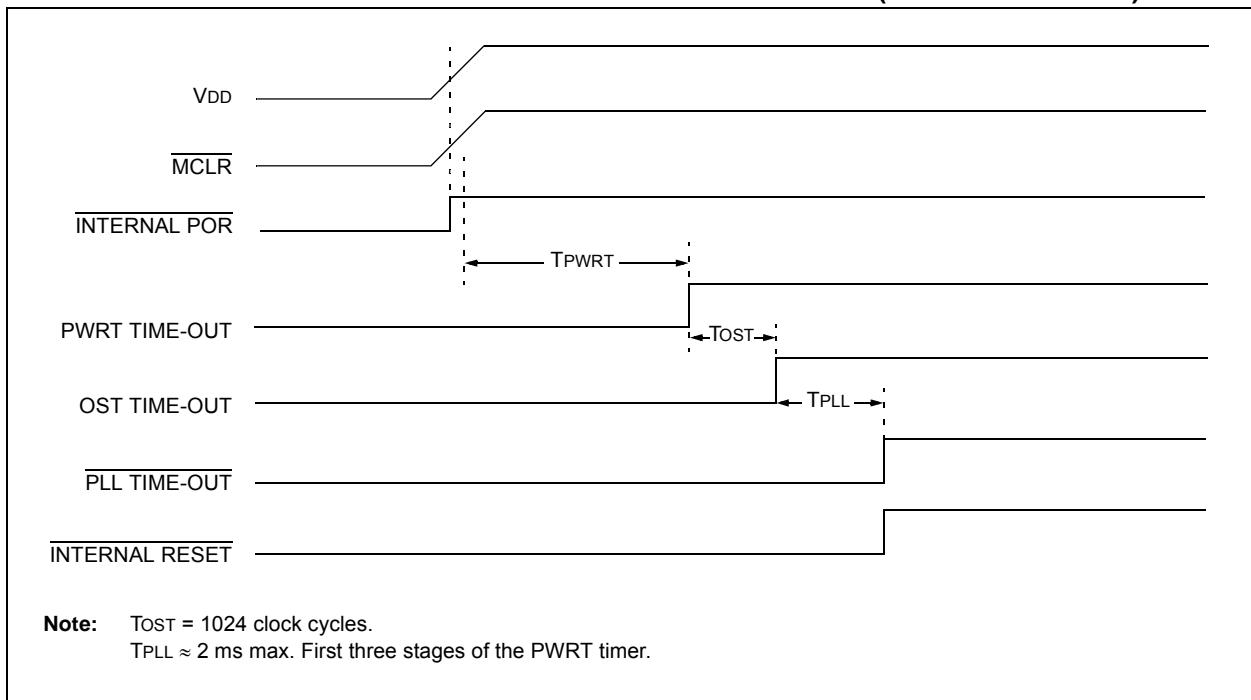 VDD
MCLR
INTERNAL POR
TPWRT
PWRT TIME-OUT
TOST
OST TIME-OUT
TPLL
PLL TIME-OUT
INTERNAL RESET
Note: TOST = 1024 clock cycles.
TPLL ≈ 2 ms max. First three stages of the PWRT timer.